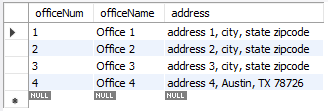 officeNum officeName address
1 Office 1 address 1, city, state zipcode
2 Office 2 address 2, city, state zipcode
3 Office 3 address 3, city, state zipcode
4 Office 4 address 4, Austin, TX 78726
NULL NULL NULL